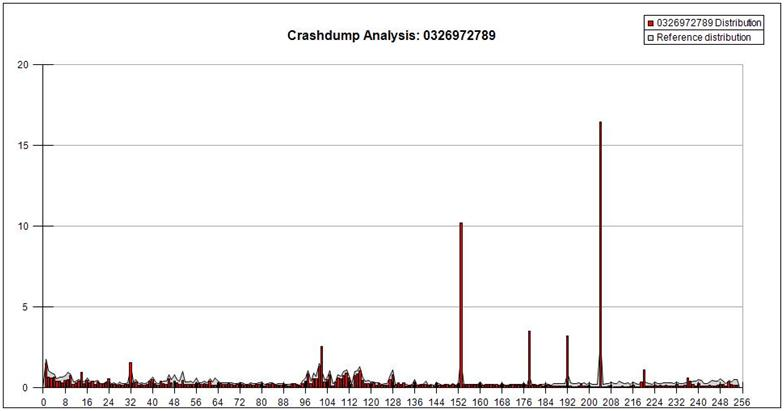 0326972789 Distribution
Reference distribution
Crashdump Analysis: 0326972789
20
15
10
5
0
0 8 16 24 32 40 48 56 64 72 80 88 96 104 112 120 128 136 144 152 160 168 176 184 192 200 208 216 224 232 240 248 256